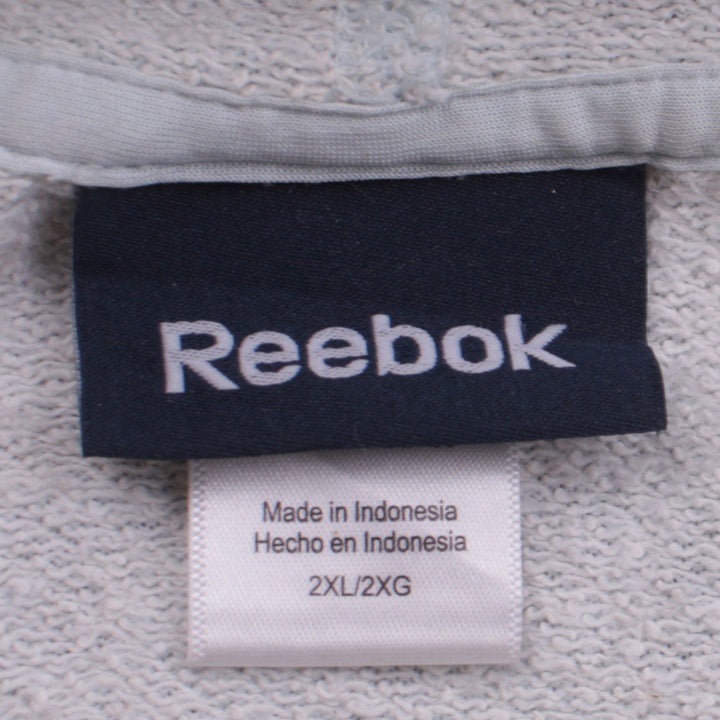 Reebok
Made in Indonesia
Hecho en Indonesia
2XL/2XG